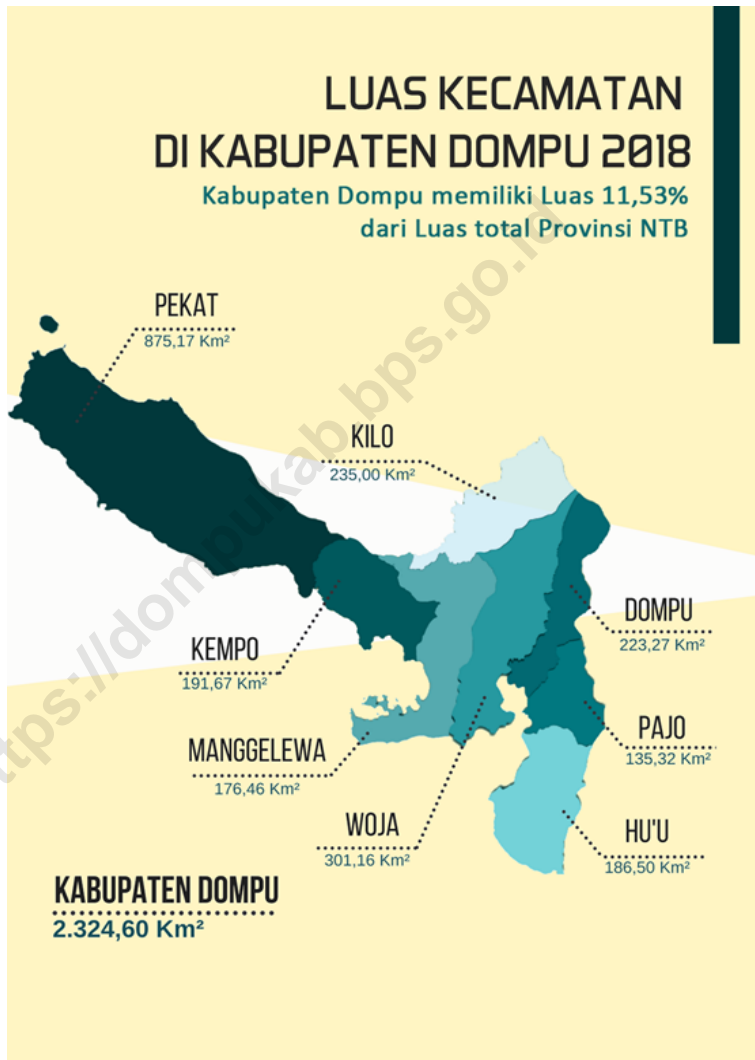 LUAS KECAMATAN
DI KABUPATEN DOMPU 2018
Kabupaten Dompu memiliki Luas 11,53%
dari Luas total Provinsi NTB
PEKAT
875,17 Km²
KILO
235,00 Km²
DOMPU
223,27 Km²
KEMPO
191,67 Km²
PAJO
135,32 Km²
MANGGELEWA
176,46 Km²
WOJA
301,16 Km²
HU'U
186,50 Km²
KABUPATEN DOMPU
2.324,60 Km²
https://dompukab.bps.go.id